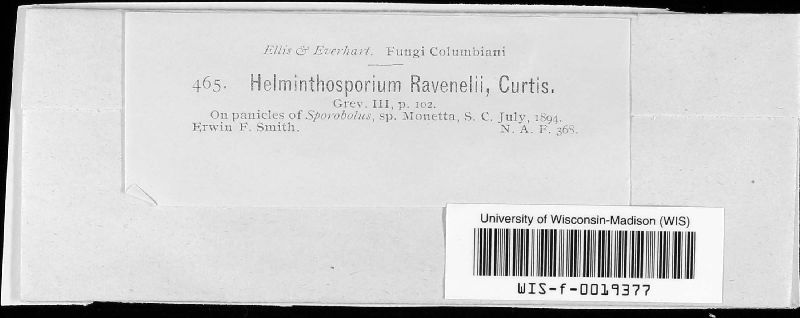 Ellis & Everhart. Fungi Columbiani
465. Helminthosporium Ravenelii, Curtis.
Grev. III, p. 102.
On panicles of Sporobolus, sp. Monetta, S. C. July, 1894.
Erwin F. Smith. N. A. F. 368.
University of Wisconsin-Madison (WIS)
WIS-f-0019377